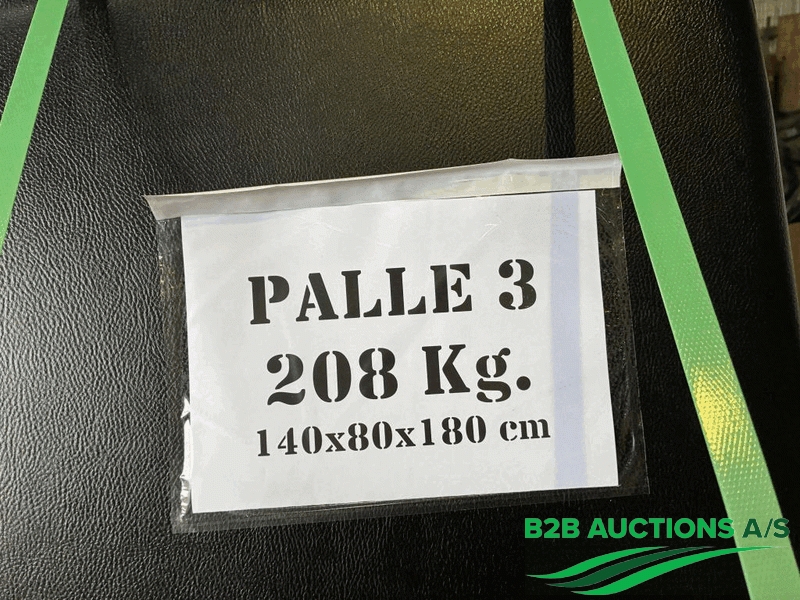 PALLE 3
208 Kg.
140x80x180 cm
B2B AUCTIONS A/S